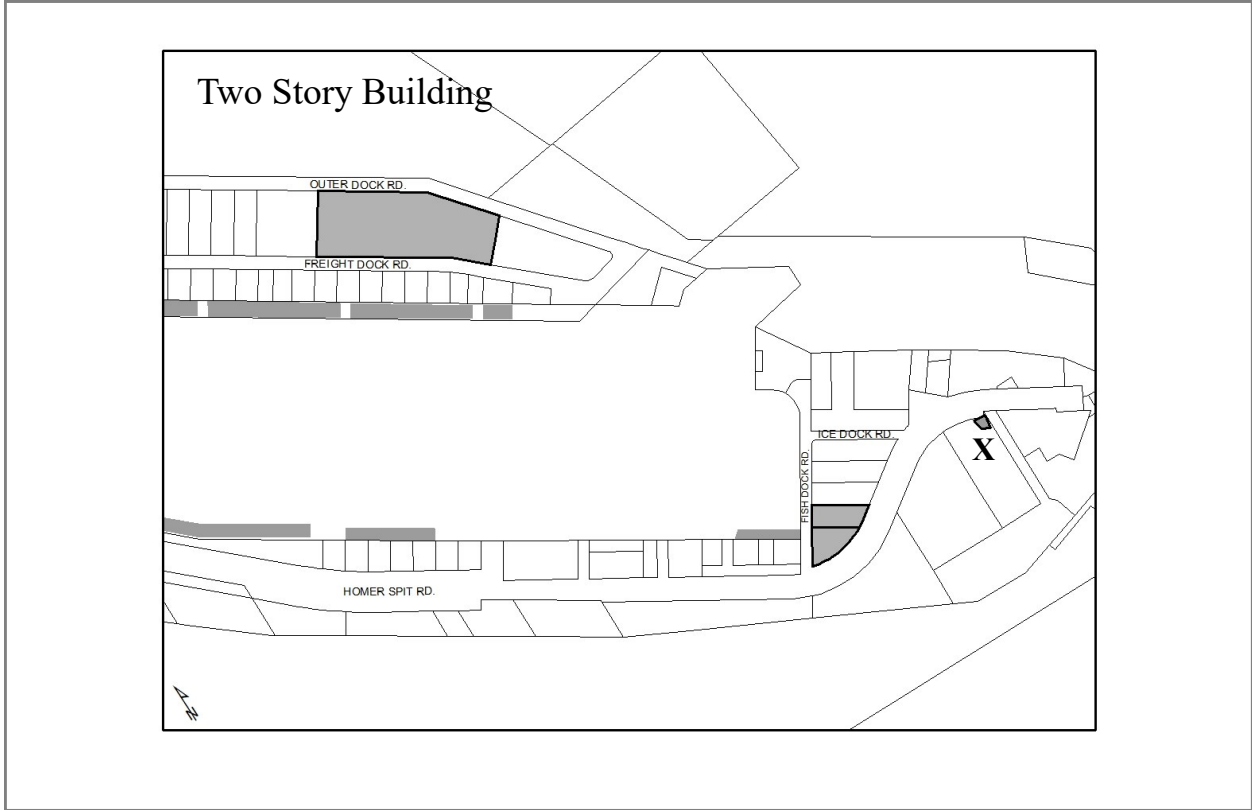 Two Story Building
OUTER DOCK RD.
FREIGHT DOCK RD.
ICE DOCK RD.
X
FISH DOCK RD.
HOMER SPIT RD.
N